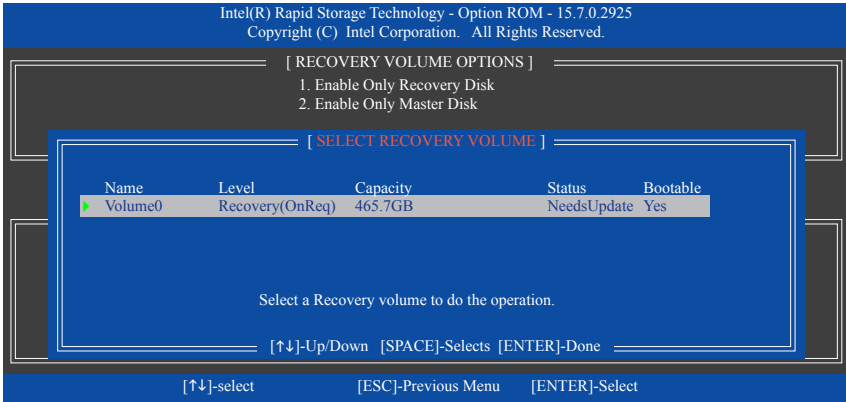 Intel(R) Rapid Storage Technology - Option ROM - 15.7.0.2925
Copyright (C) Intel Corporation. All Rights Reserved.
[ RECOVERY VOLUME OPTIONS ]
1. Enable Only Recovery Disk
2. Enable Only Master Disk
[ SELECT RECOVERY VOLUME ]
Name Level Capacity Status Bootable
Volume0 Recovery(OnReq) 465.7GB NeedsUpdate Yes
Select a Recovery volume to do the operation.
[↑↓]-Up/Down [SPACE]-Selects [ENTER]-Done
[↑↓]-select [ESC]-Previous Menu [ENTER]-Select